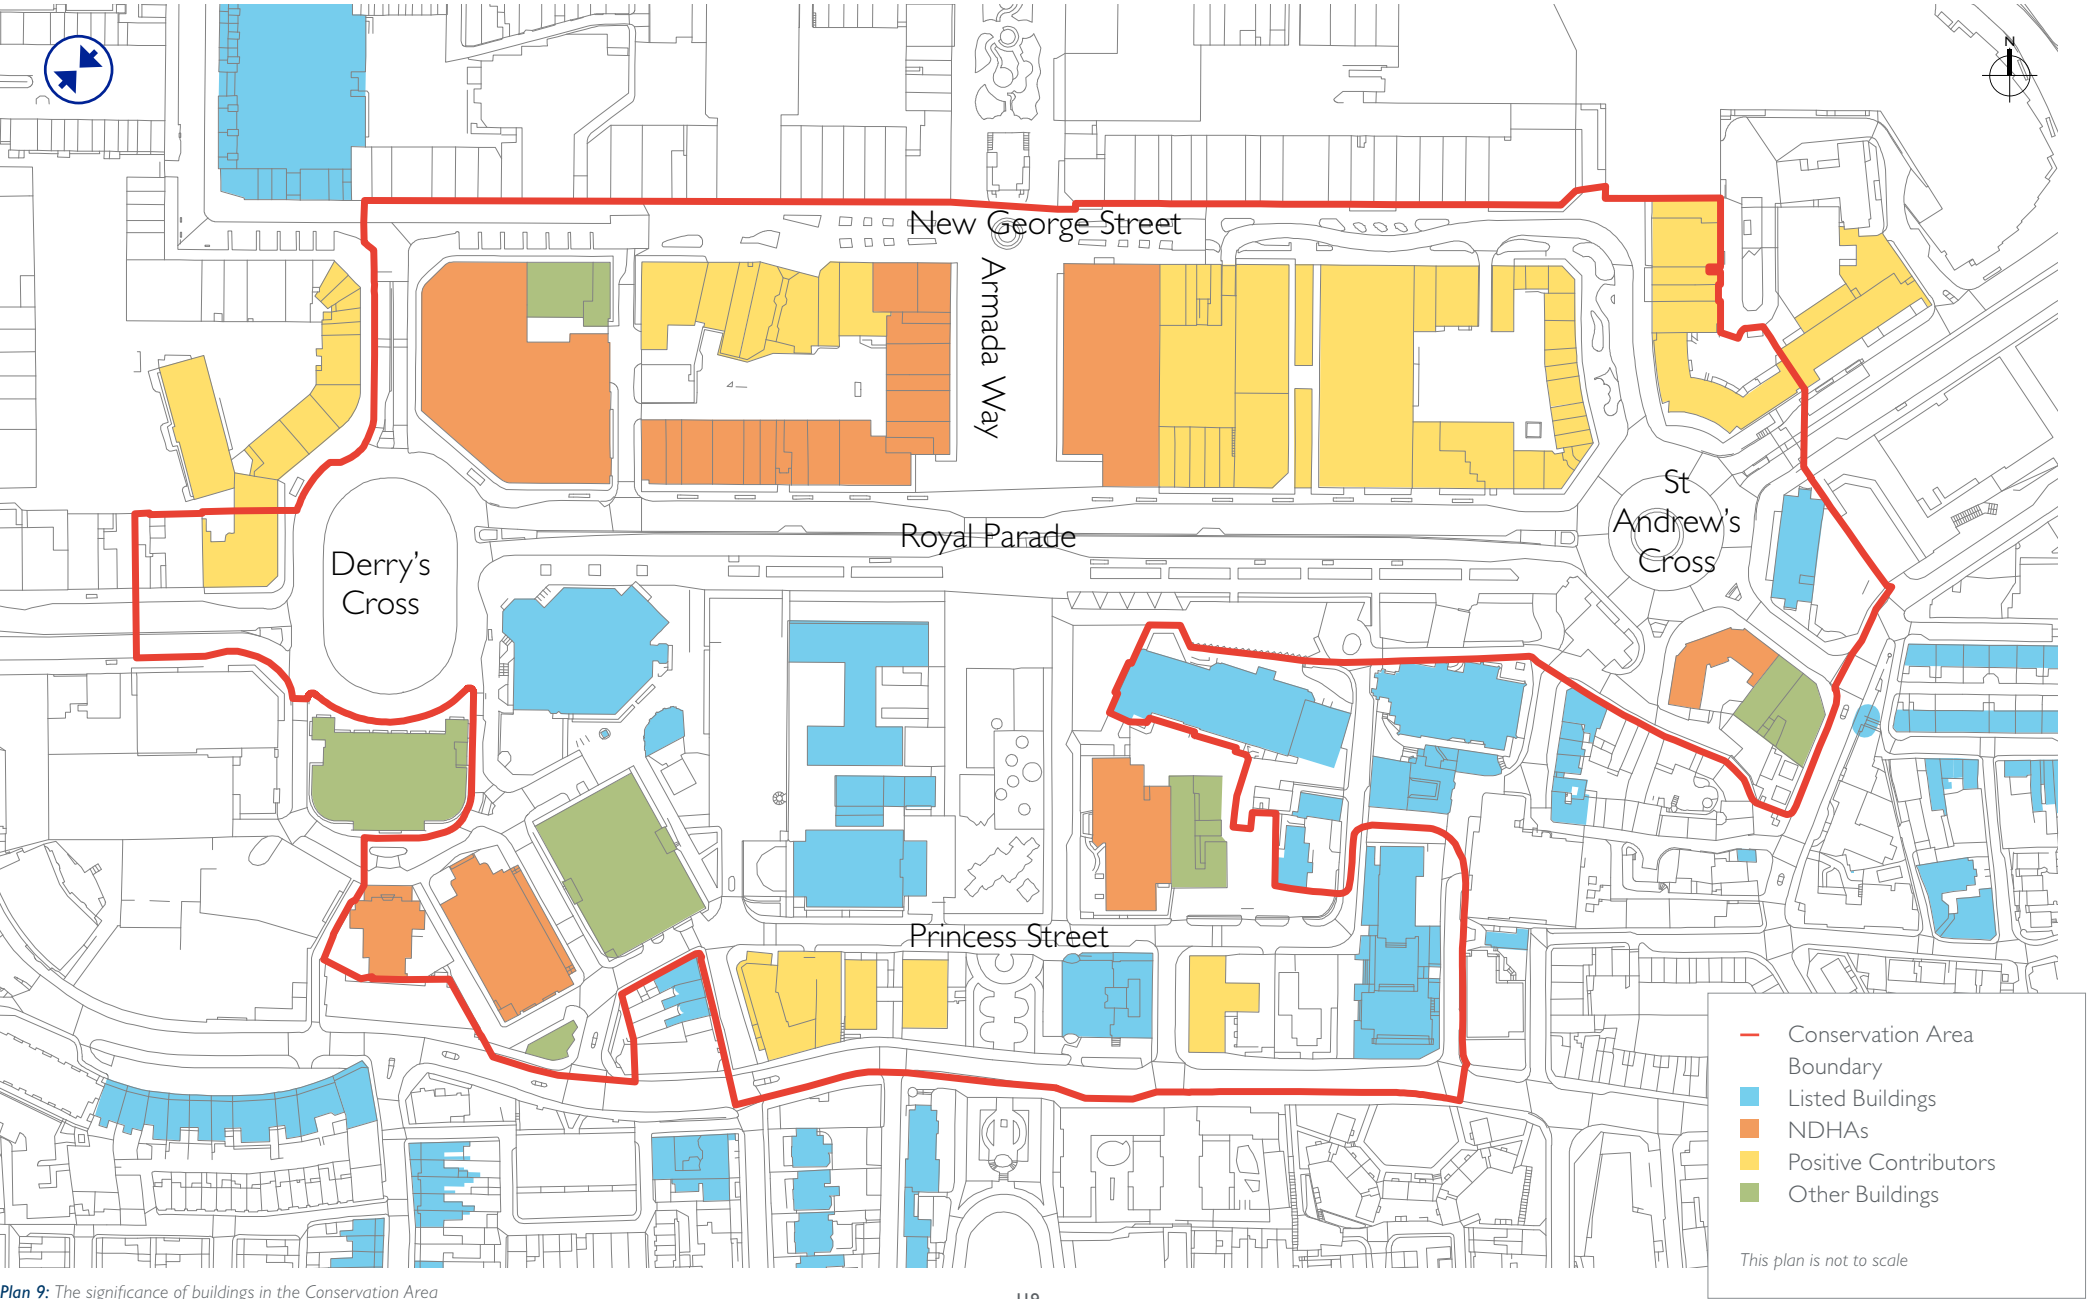 N
New George Street
Armada Way
St
Andrew's
Cross
Royal Parade
Derry's
Cross
Princess Street
Conservation Area
Boundary
Listed Buildings
NDHAs
Positive Contributors
Other Buildings
This plan is not to scale
Plan 9: The significance of buildings in the Conservation Area